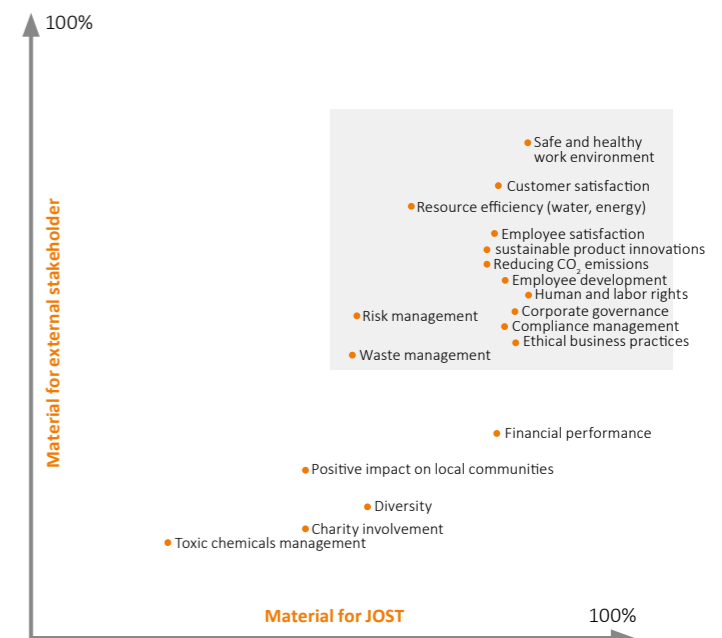 100%
Safe and healthy
work environment
Customer satisfaction
Resource efficiency (water, energy)
Employee satisfaction
sustainable product innovations
Reducing CO₂ emissions
Employee development
Human and labor rights
Corporate governance
Risk management
Compliance management
Ethical business practices
Waste management
Material for external stakeholder
Financial performance
Positive impact on local communities
Diversity
Charity involvement
Toxic chemicals management
Material for JOST
100%